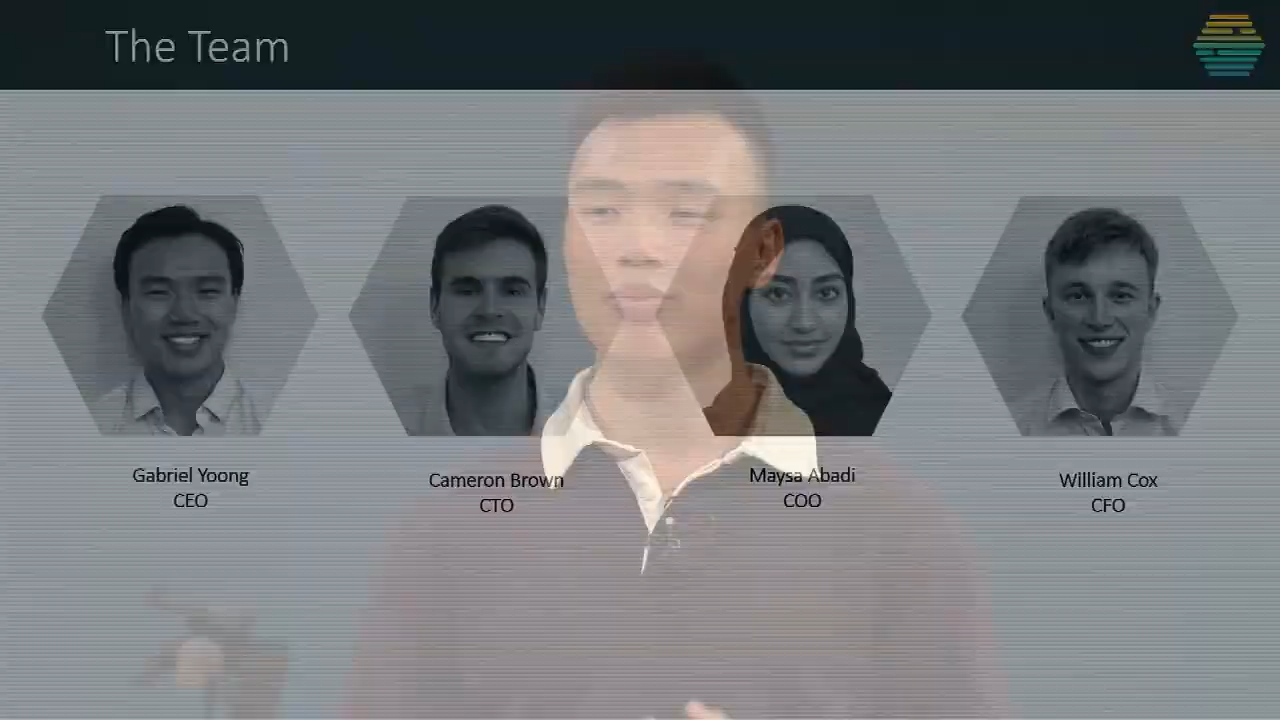 The Team
Gabriel Yoong
CEO
Cameron Brown
CTO
Maysa Abadi
COO
William Cox
CFO